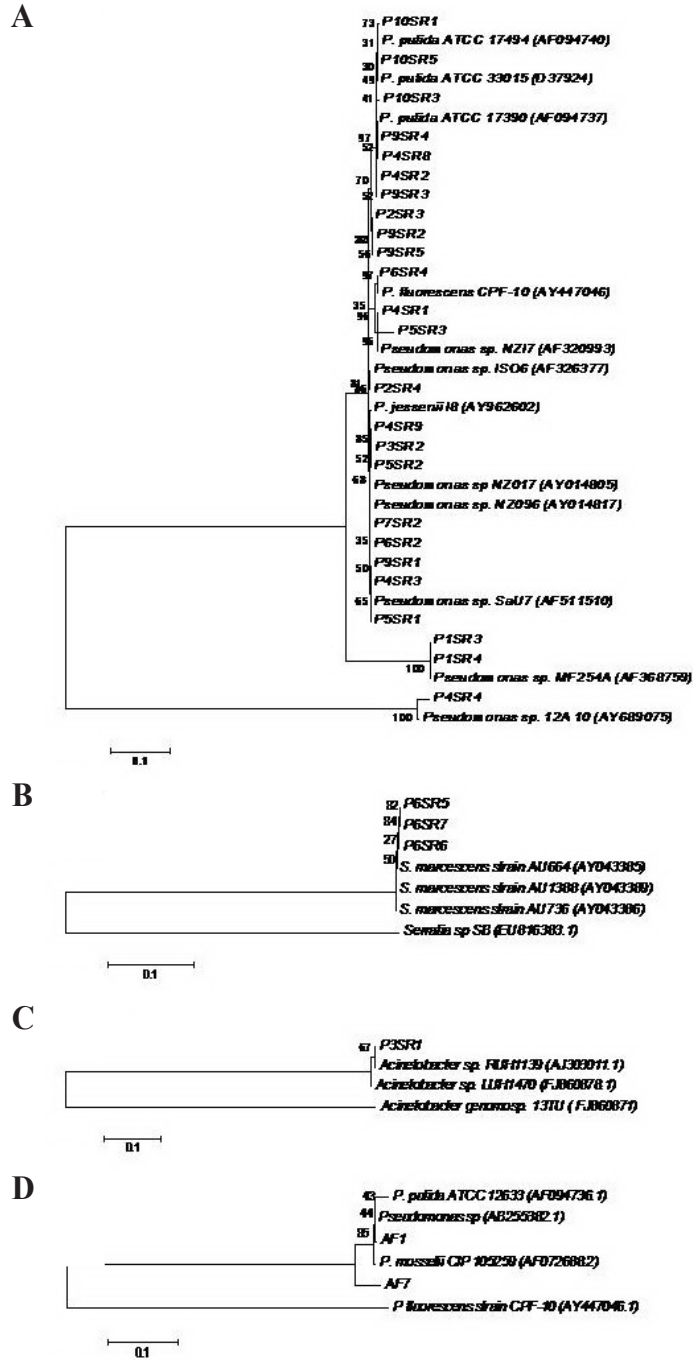 A
73 P10SR1
31 P. putida ATCC 17494 (AF094740)
P10SR5
30
49 P. putida ATCC 33015 (D37924)
41 P10SR3
P. putida ATCC 17390 (AF094737)
97 P9SR4
52 P4SR8
70 P4SR2
52 P9SR3
P2SR3
P9SR2
56 P9SR5
97 P6SR4
P. fluorescens CPF-10 (AY447046)
35 P4SR1
P5SR3
Pseudomonas sp. NZI7 (AF320993)
Pseudomonas sp. ISO6 (AF326377)
P2SR4
P. jessenii I8 (AY962602)
P4SR9
85 P3SR2
52 P5SR2
68 Pseudomonas sp NZ017 (AY014805)
Pseudomonas sp. NZ096 (AY014817)
P7SR2
35 P6SR2
P9SR1
50 P4SR3
65 Pseudomonas sp. SaU7 (AF511510)
P5SR1
P1SR3
P1SR4
100 Pseudomonas sp. MF254A (AF368759)
P4SR4
100 Pseudomonas sp. 12A 10 (AY689075)
0.1
B
82 P6SR5
84 P6SR7
27 P6SR6
50 S. marcescens strain AU664 (AY043385)
S. marcescens strain AU1388 (AY043389)
S. marcescens strain AU736 (AY043386)
Serratia sp SB (EU816383.1)
0.1
C
67 P3SR1
Acinetobacter sp. RUH1139 (AJ303011.1)
Acinetobacter sp. LUH1470 (FJ860878.1)
Acinetobacter genomosp. 13TU ( FJ860871)
0.1
D
43 P. putida ATCC 12633 (AF094736.1)
44 Pseudomonas sp (AB255382.1)
85 AF1
P. mosselii CIP 105259 (AF072688.2)
AF7
P fluorescens strain CPF-10 (AY447046.1)
0.1